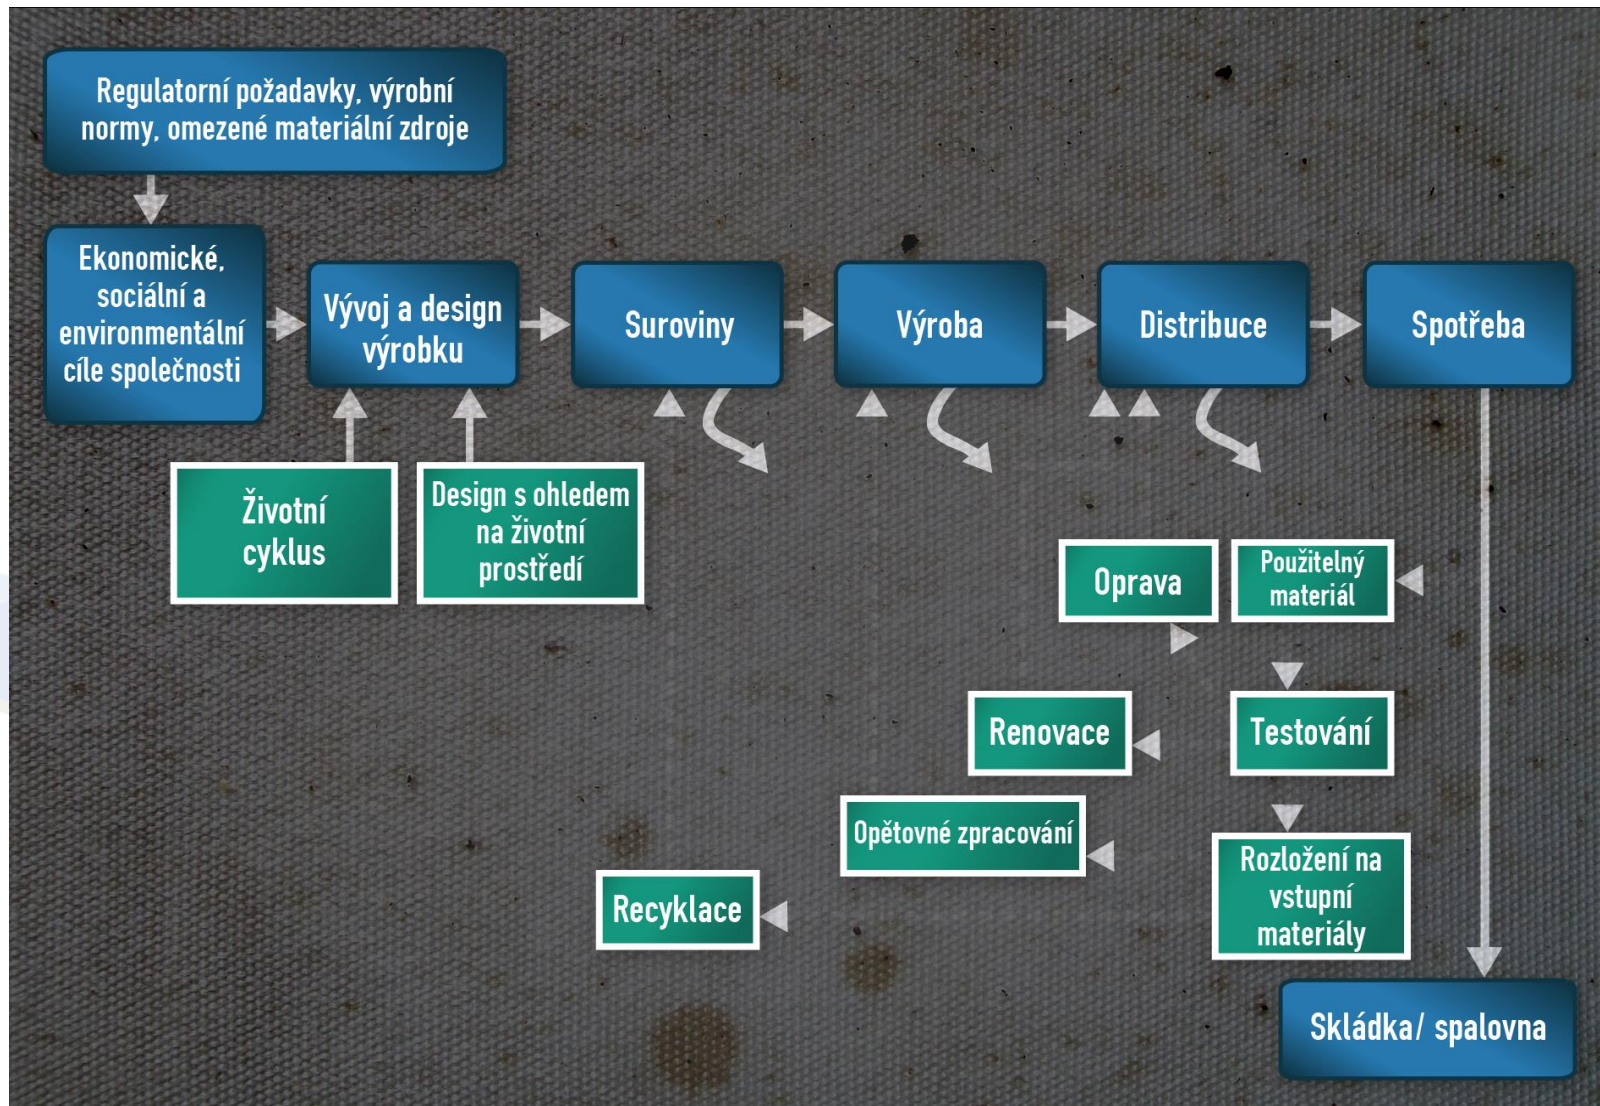 Regulatorní požadavky, výrobní
normy, omezené materiální zdroje
Ekonomické,
sociální a
environmentální
cíle společnosti
Vývoj a design
výrobku
Suroviny
Výroba
Distribuce
Spotřeba
Životní
cyklus
Design s ohledem
na životní
prostředí
Oprava
Použitelný
materiál
Renovace
Testování
Opětovné zpracování
Rozložení na
vstupní
materiály
Recyklace
Skládka/ spalovna